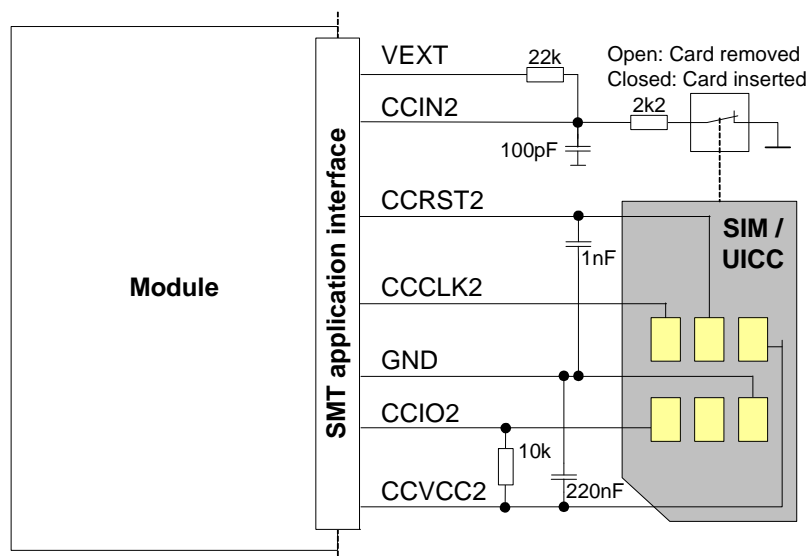 VEXT
22k
Open: Card removed
Closed: Card inserted
CCIN2
2k2
100pF
CCRST2
SIM /
UICC
1nF
Module
SMT application interface
CCCLK2
GND
CCIO2
10k
220nF
CCVCC2